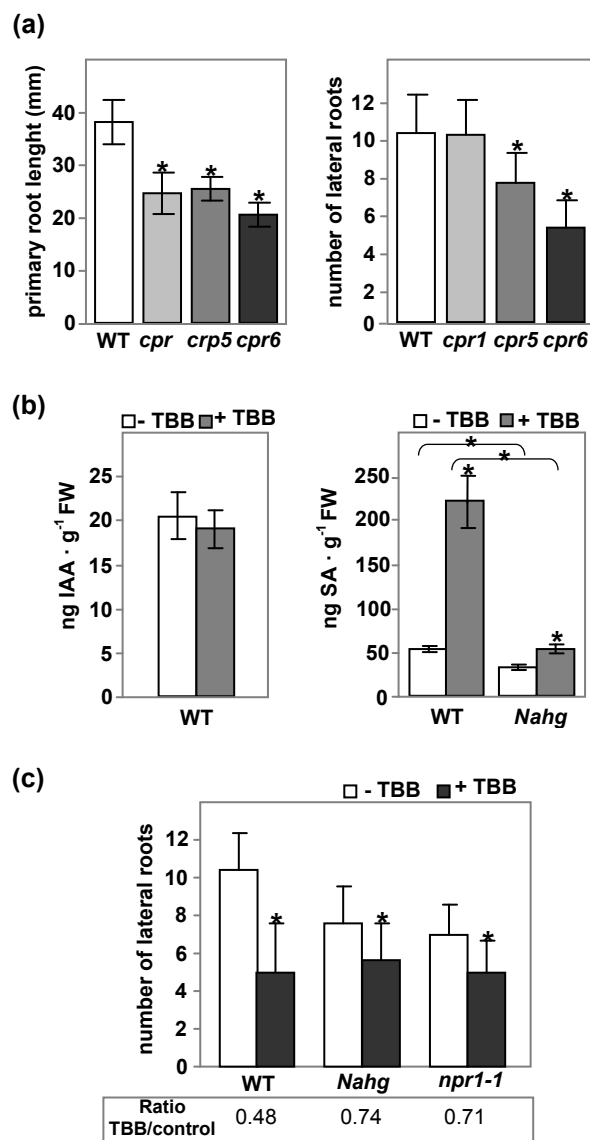 (a)
primary root lenght (mm)
40
30
20
10
0
*
*
*
WT cpr crp5 cpr6
number of lateral roots
12
10
8
6
4
2
0
*
*
WT cpr1 cpr5 cpr6
(b)
- TBB + TBB
ng IAA · g-1 FW
25
20
15
10
5
0
WT
- TBB + TBB
ng SA · g-1 FW
250
200
150
100
50
0
*
*
*
*
WT Nahg
(c)
- TBB + TBB
number of lateral roots
12
10
8
6
4
2
0
*
*
*
WT Nahg npr1-1
Ratio
TBB/control
0.48 0.74 0.71